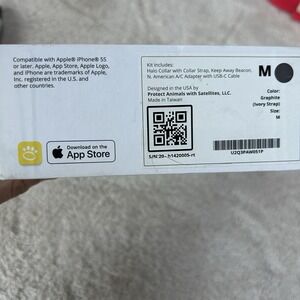 Compatible with Apple® iPhone® 5S
or later. Apple, App Store, Apple Logo,
and iPhone are trademarks of Apple,
Inc. registered in the U.S. and
other countries.
Download on the
App Store
Kit includes:
Halo Collar with Collar Strap, Keep Away Beacon,
N. American A/C Adapter with USB-C Cable
Designed in the USA by
Protect Animals with Satellites, LLC.
Made in Taiwan
M
Color:
Graphite
(Ivory Strap)
Size:
M
U2Q3PAW051P